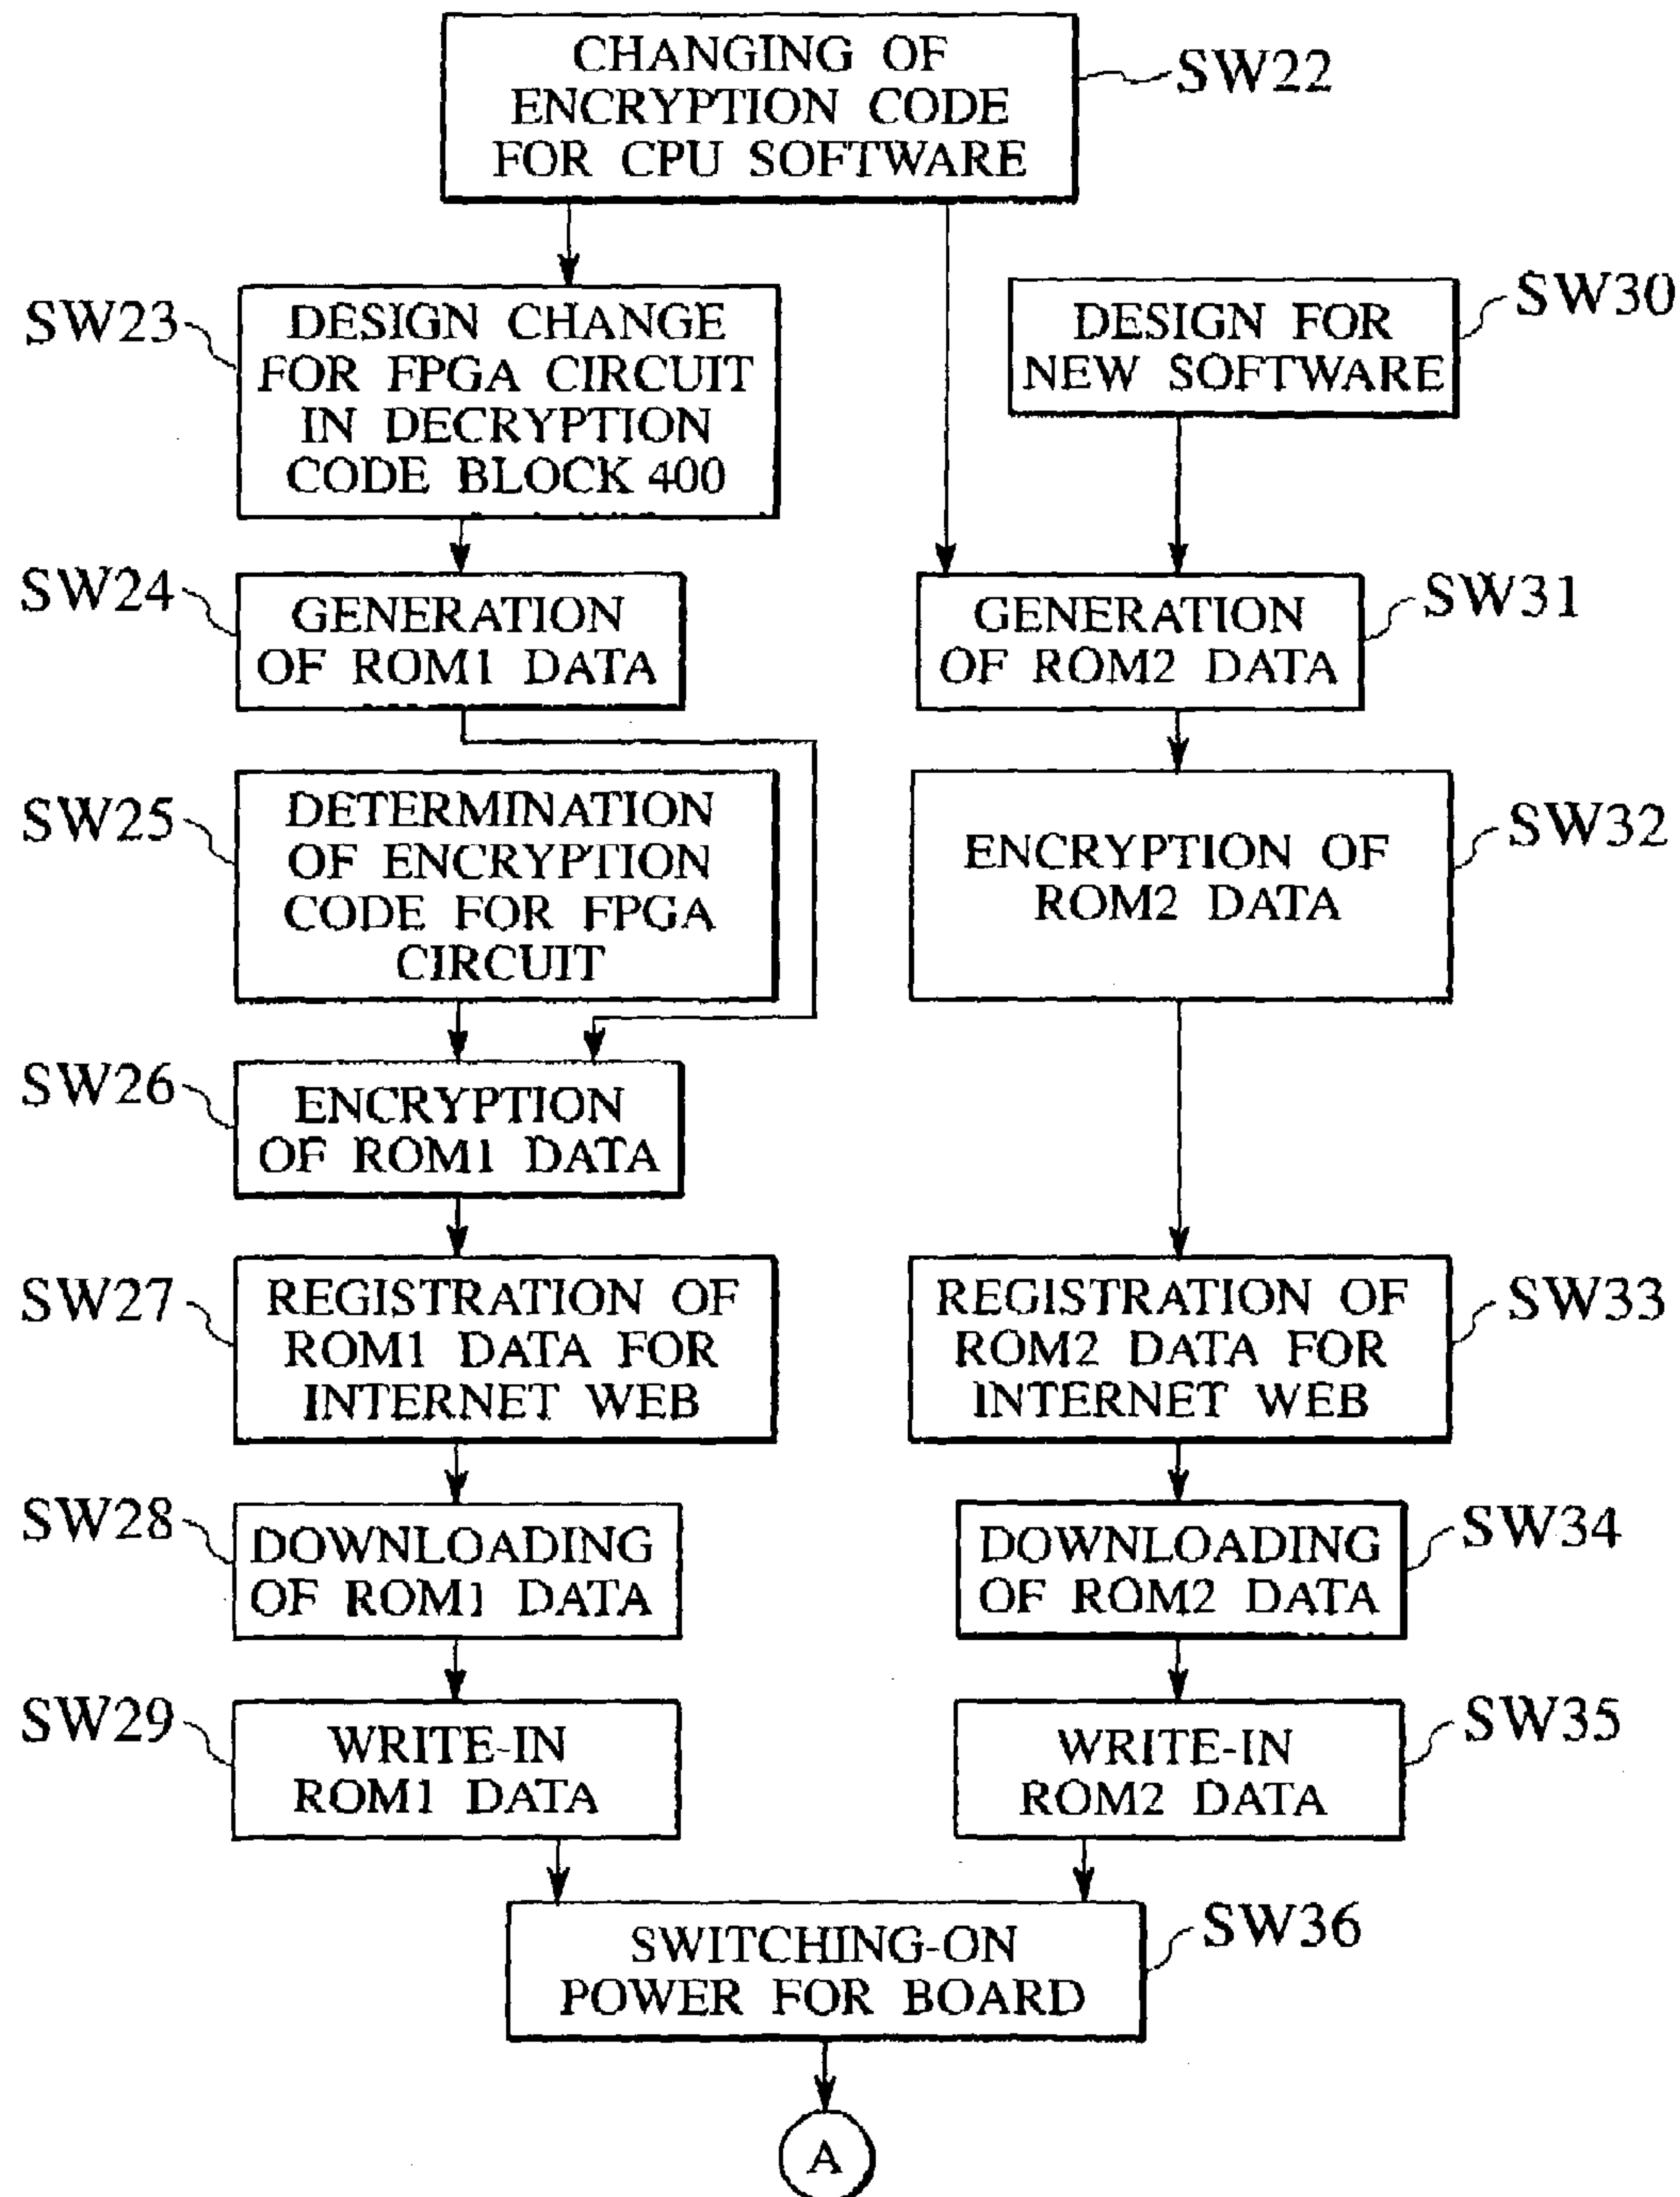 CHANGING OF
ENCRYPTION CODE
FOR CPU SOFTWARE
SW22
SW23
DESIGN CHANGE
FOR FPGA CIRCUIT
IN DECRYPTION
CODE BLOCK 400
DESIGN FOR
NEW SOFTWARE
SW30
SW24
GENERATION
OF ROM1 DATA
GENERATION
OF ROM2 DATA
SW31
SW25
DETERMINATION
OF ENCRYPTION
CODE FOR FPGA
CIRCUIT
ENCRYPTION OF
ROM2 DATA
SW32
SW26
ENCRYPTION
OF ROM1 DATA
SW27
REGISTRATION OF
ROM1 DATA FOR
INTERNET WEB
REGISTRATION OF
ROM2 DATA FOR
INTERNET WEB
SW33
SW28
DOWNLOADING
OF ROM1 DATA
DOWNLOADING
OF ROM2 DATA
SW34
SW29
WRITE-IN
ROM1 DATA
WRITE-IN
ROM2 DATA
SW35
SWITCHING-ON
POWER FOR BOARD
SW36
A